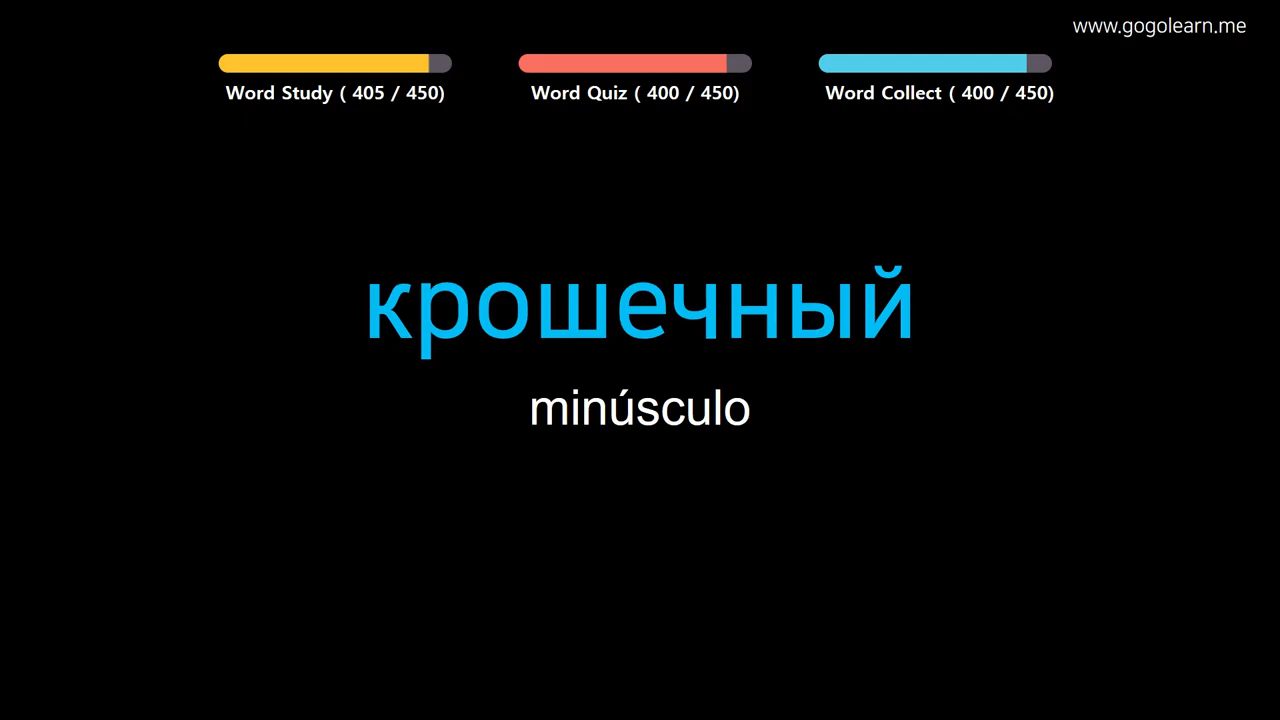 www.gogolearn.me
Word Study ( 405 / 450)
Word Quiz ( 400 / 450)
Word Collect ( 400 / 450)
крошечный
minúsculo